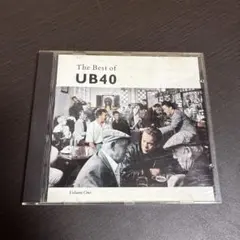 The Best of
UB40
Volume One